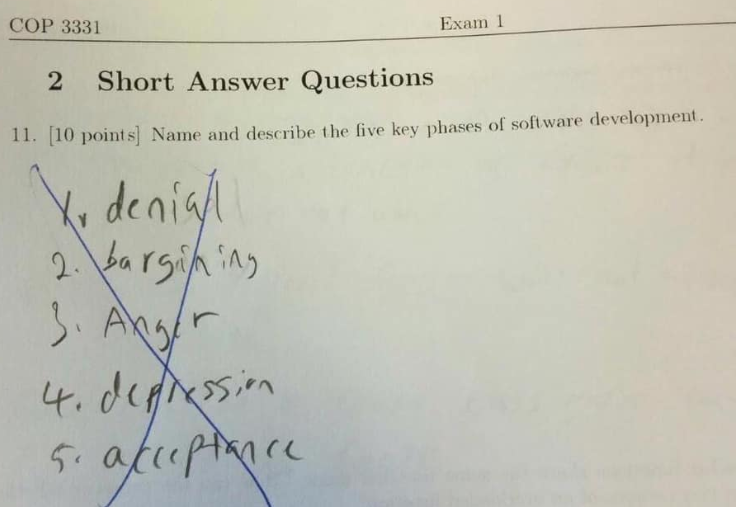 COP 3331 Exam 1
2 Short Answer Questions
11. [10 points] Name and describe the five key phases of software development.
1. denial
2. bargining
3. Anger
4. depression
5. acceptance